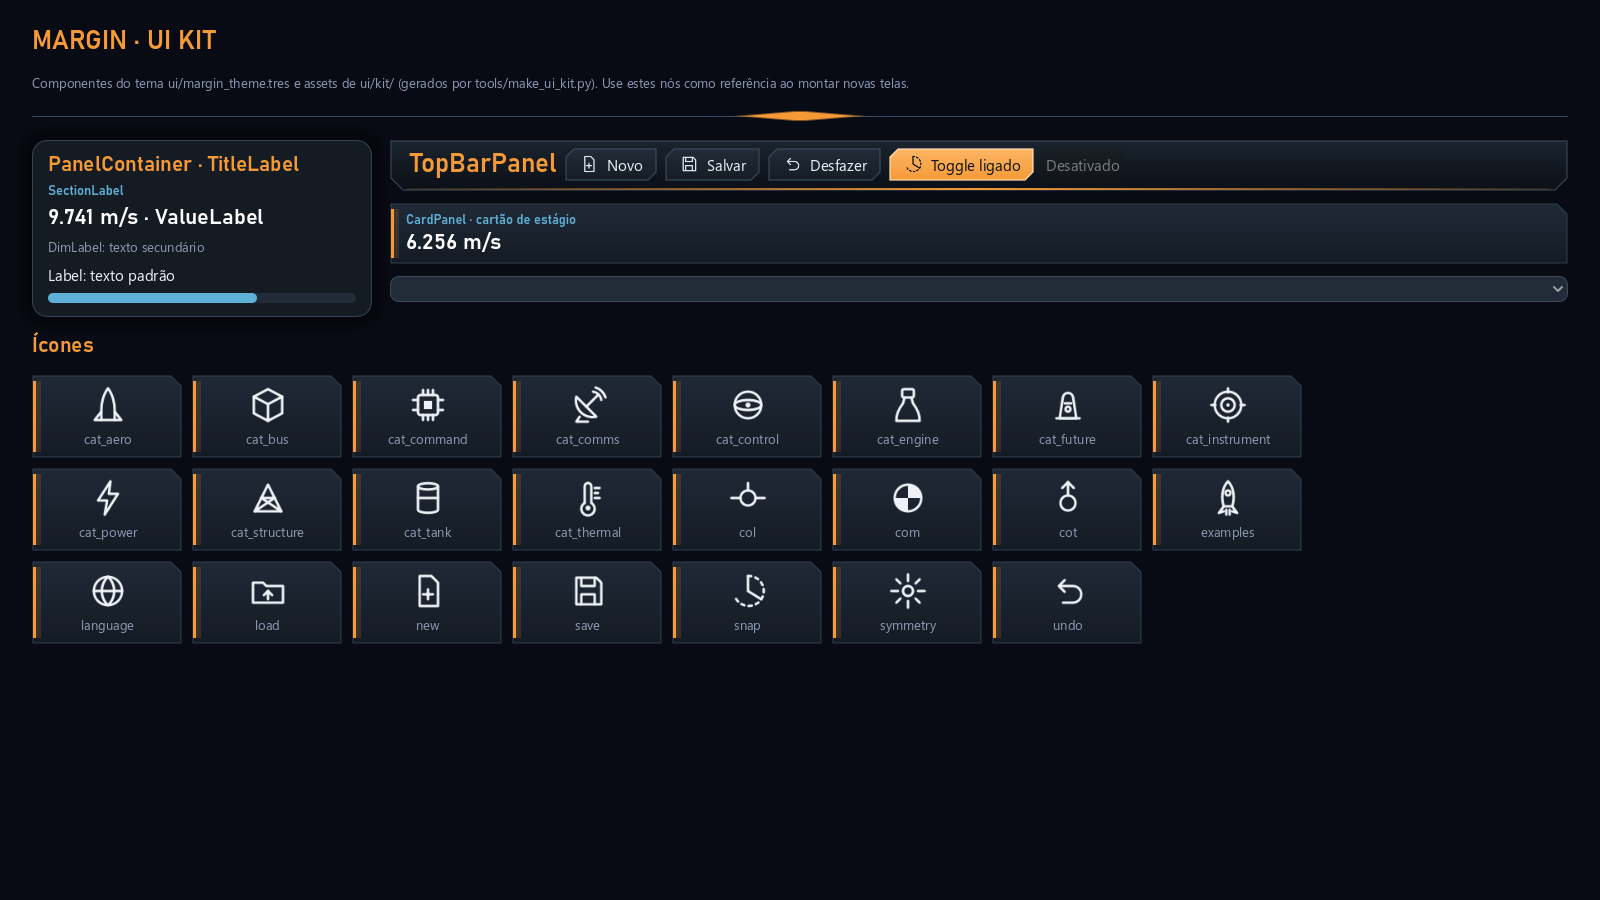 MARGIN · UI KIT
Componentes do tema ui/margin_theme.tres e assets de ui/kit/ (gerados por tools/make_ui_kit.py). Use estes nós como referência ao montar novas telas.
PanelContainer · TitleLabel
SectionLabel
9.741 m/s · ValueLabel
DimLabel: texto secundário
Label: texto padrão
TopBarPanel
Novo
Salvar
Desfazer
Toggle ligado
Desativado
CardPanel · cartão de estágio
6.256 m/s
Ícones
cat_aero
cat_bus
cat_command
cat_comms
cat_control
cat_engine
cat_future
cat_instrument
cat_power
cat_structure
cat_tank
cat_thermal
col
com
cot
examples
language
load
new
save
snap
symmetry
undo